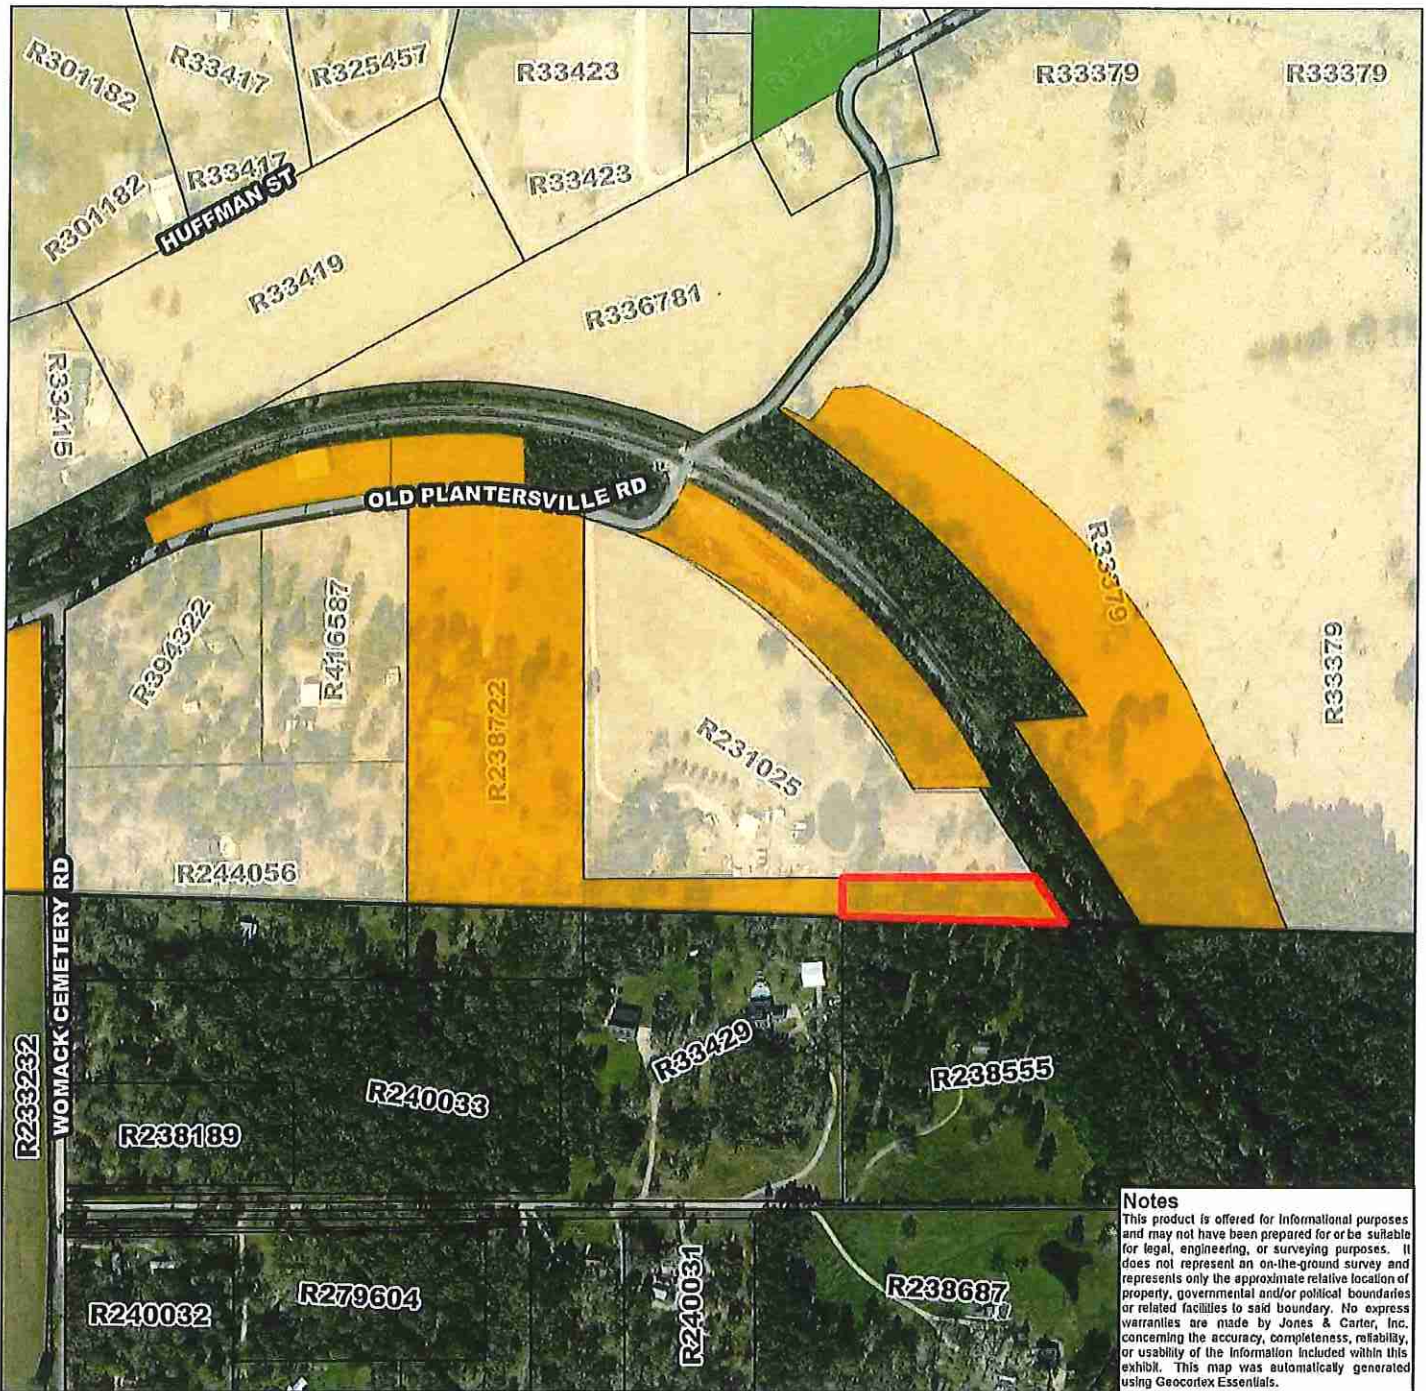 R301182
R33417
R325457
R33423
R33379
R33379
R33417
R33423
R301182
HUFFMAN ST
R33419
R336781
R33415
OLD PLANTERSVILLE RD
R33379
R394322
R416587
R33379
R238722
R231025
R244056
WOMACK CEMETERY RD
R233232
R33429
R238555
R240033
R238189
R240032
R279604
R240031
R238687
Notes
This product is offered for informational purposes
and may not have been prepared for or be suitable
for legal, engineering, or surveying purposes. It
does not represent an on-the-ground survey and
represents only the approximate relative location of
property, governmental and/or political boundaries
or related facilities to said boundary. No express
warranties are made by Jones & Carter, Inc.
concerning the accuracy, completeness, reliability,
or usability of the information included within this
exhibit. This map was automatically generated
using Geocortex Essentials.